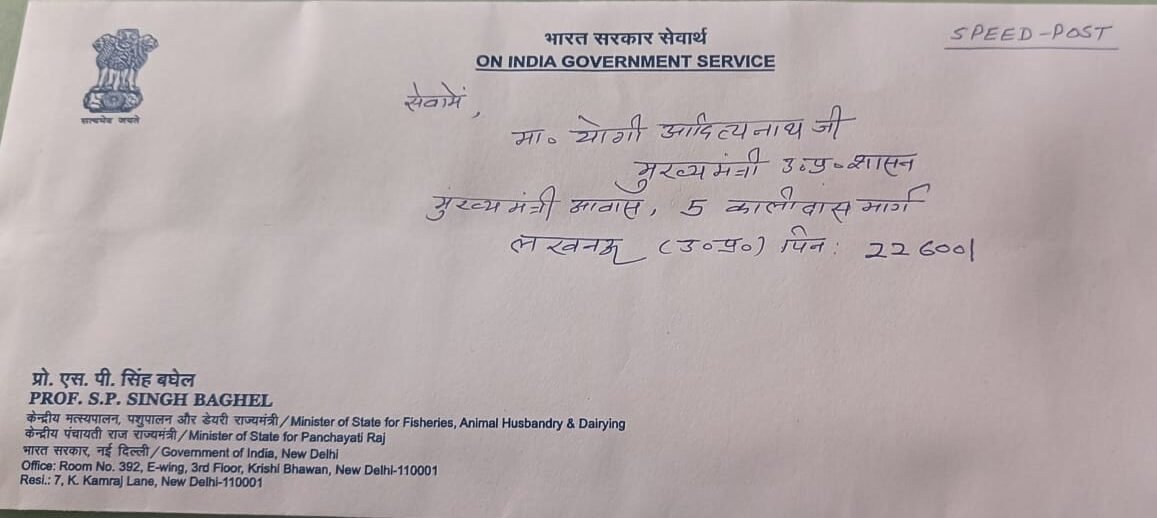 सत्यमेव जयते
भारत सरकार सेवार्थ
ON INDIA GOVERNMENT SERVICE
SPEED-POST
सेवामें,
मा० योगी आदित्यनाथ जी
मुख्यमंत्री उ०प्र०शासन
मुख्यमंत्री आवास, 5 कालीदास मार्ग
लखनऊ (उ०प्र०) पिन: 226001
प्रो. एस. पी. सिंह बघेल
PROF. S.P. SINGH BAGHEL
केन्द्रीय मत्स्यपालन, पशुपालन और डेयरी राज्यमंत्री/Minister of State for Fisheries, Animal Husbandry & Dairying
केन्द्रीय पंचायती राज राज्यमंत्री/Minister of State for Panchayati Raj
भारत सरकार, नई दिल्ली/Government of India, New Delhi
Office: Room No. 392, E-wing, 3rd Floor, Krishi Bhawan, New Delhi-110001
Resi.: 7, K. Kamraj Lane, New Delhi-110001